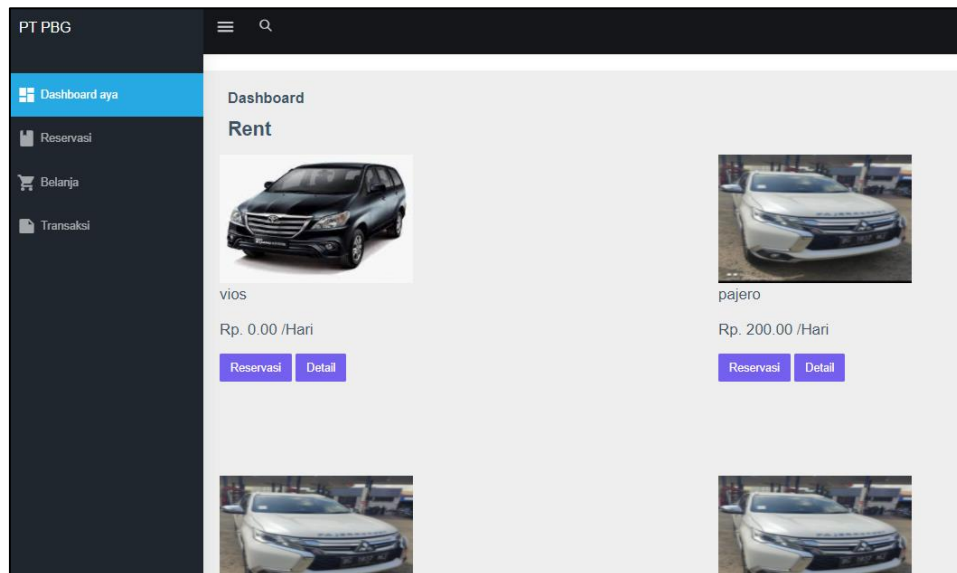 PT PBG
Dashboard aya
Reservasi
Belanja
Transaksi
Dashboard
Rent
vios
Rp. 0.00 /Hari
Reservasi Detail
pajero
Rp. 200.00 /Hari
Reservasi Detail